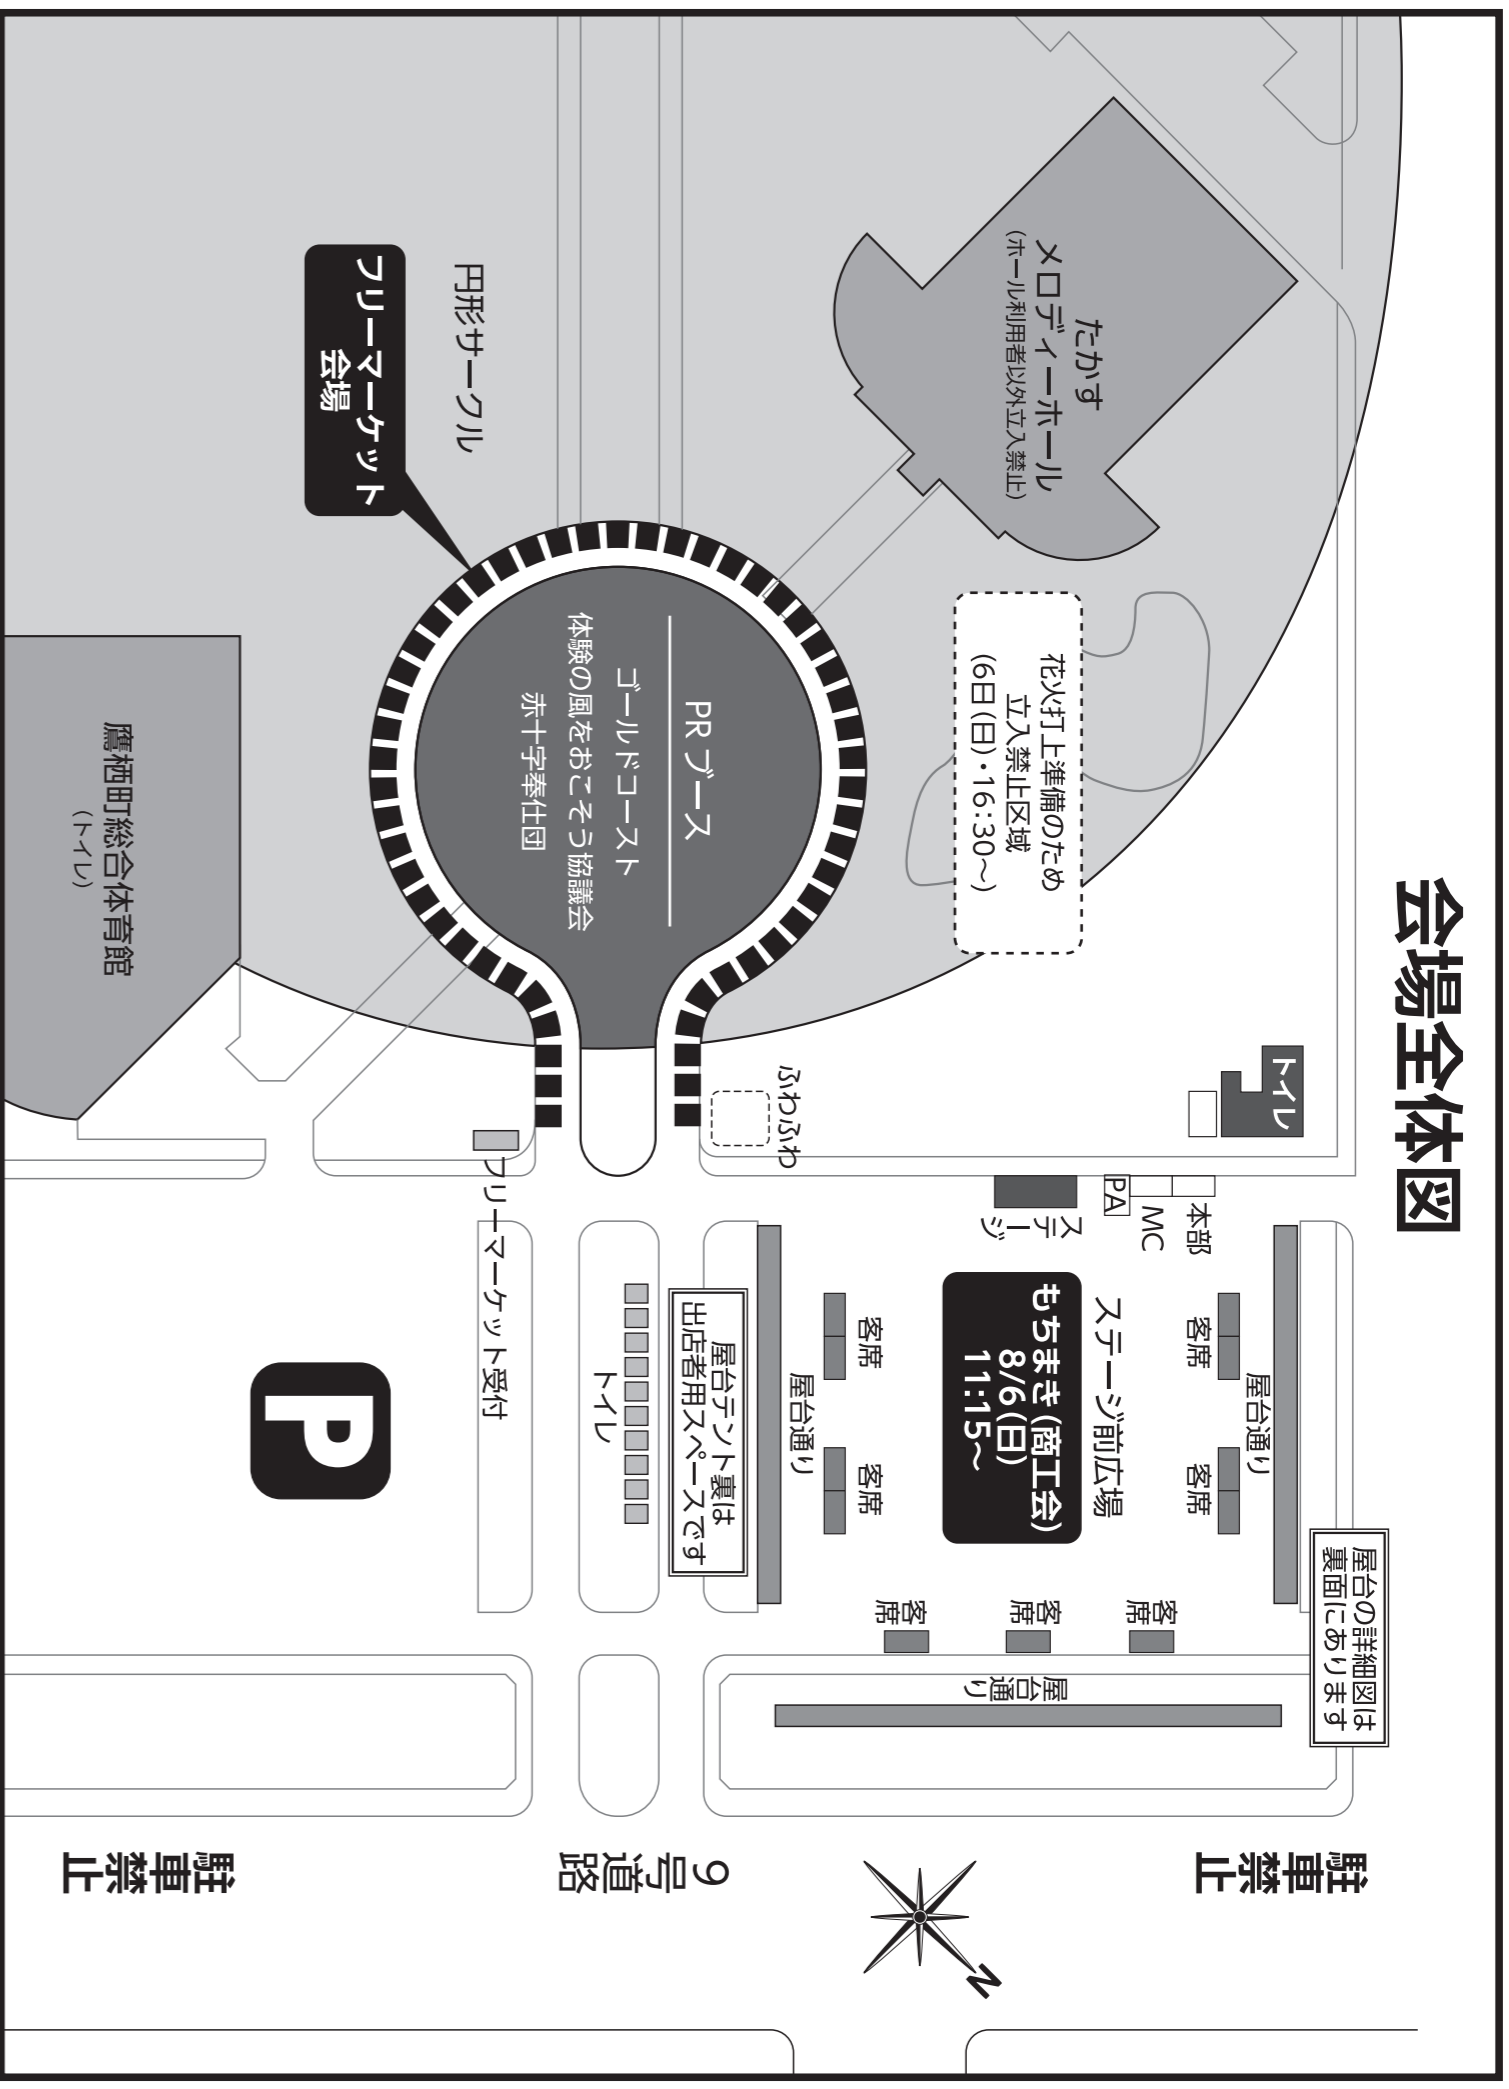 会場全体図
たかす
メロディーホール
(ホール利用者以外立入禁止)
花火打上準備のため
立入禁止区域
(6日(日)・16:30～)
トイレ
本部
MC
PA
ステージ
ふわふわ
円形サークル
フリーマーケット
会場
PRブース
ゴールドコースト
体験の風をおこそう協議会
赤十字奉仕団
鷹栖町総合体育館
(トイレ)
フリーマーケット受付
屋台通り
客席
客席
ステージ前広場
もちまき(商工会)
8/6(日)
11:15～
客席
客席
屋台通り
屋台テント裏は
出店者用スペースです
トイレ
P
屋台の詳細図は
裏面にあります
客席
客席
客席
屋台通り
駐車禁止
9号道路
駐車禁止
N